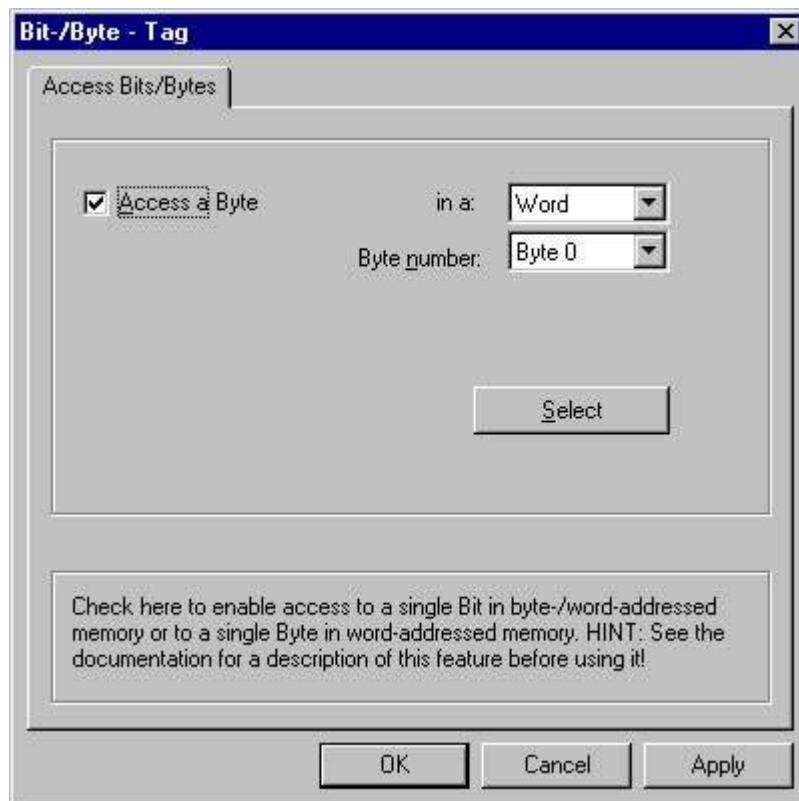 Bit-/Byte - Tag
Access Bits/Bytes
Access a Byte
in a:
Word
Byte number:
Byte 0
Select
Check here to enable access to a single Bit in byte-/word-addressed
memory or to a single Byte in word-addressed memory. HINT: See the
documentation for a description of this feature before using it!
OK
Cancel
Apply